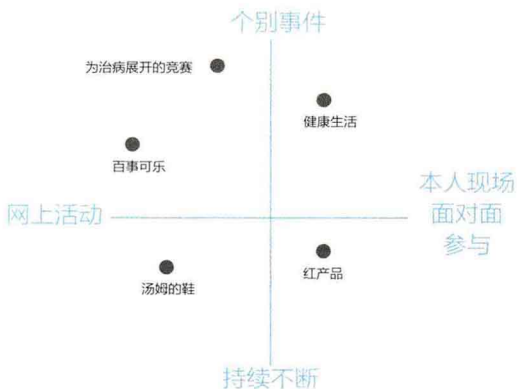 个别事件
为治病展开的竞赛
健康生活
百事可乐
网上活动
本人现场
面对面
参与
汤姆的鞋
红产品
持续不断